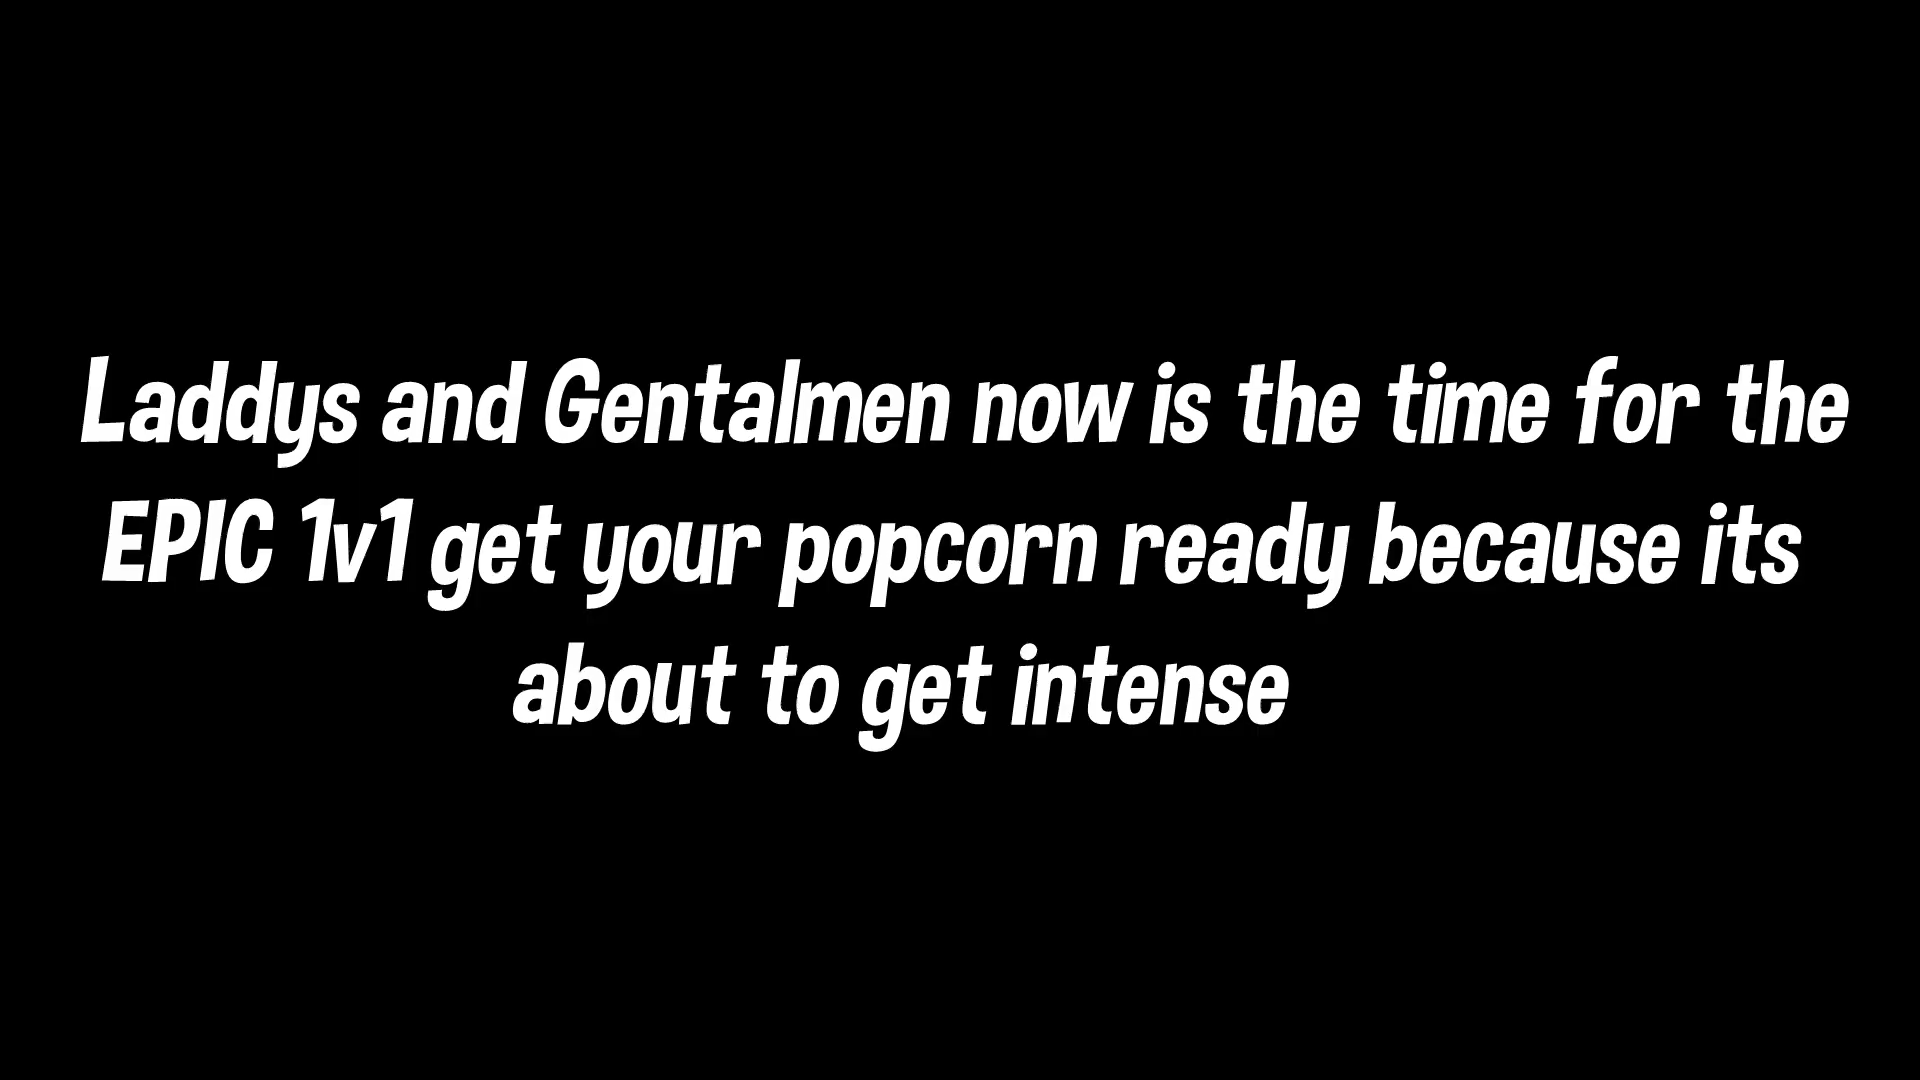 Laddys and Gentalmen now is the time for the
EPIC 1v1 get your popcorn ready because its
about to get intense